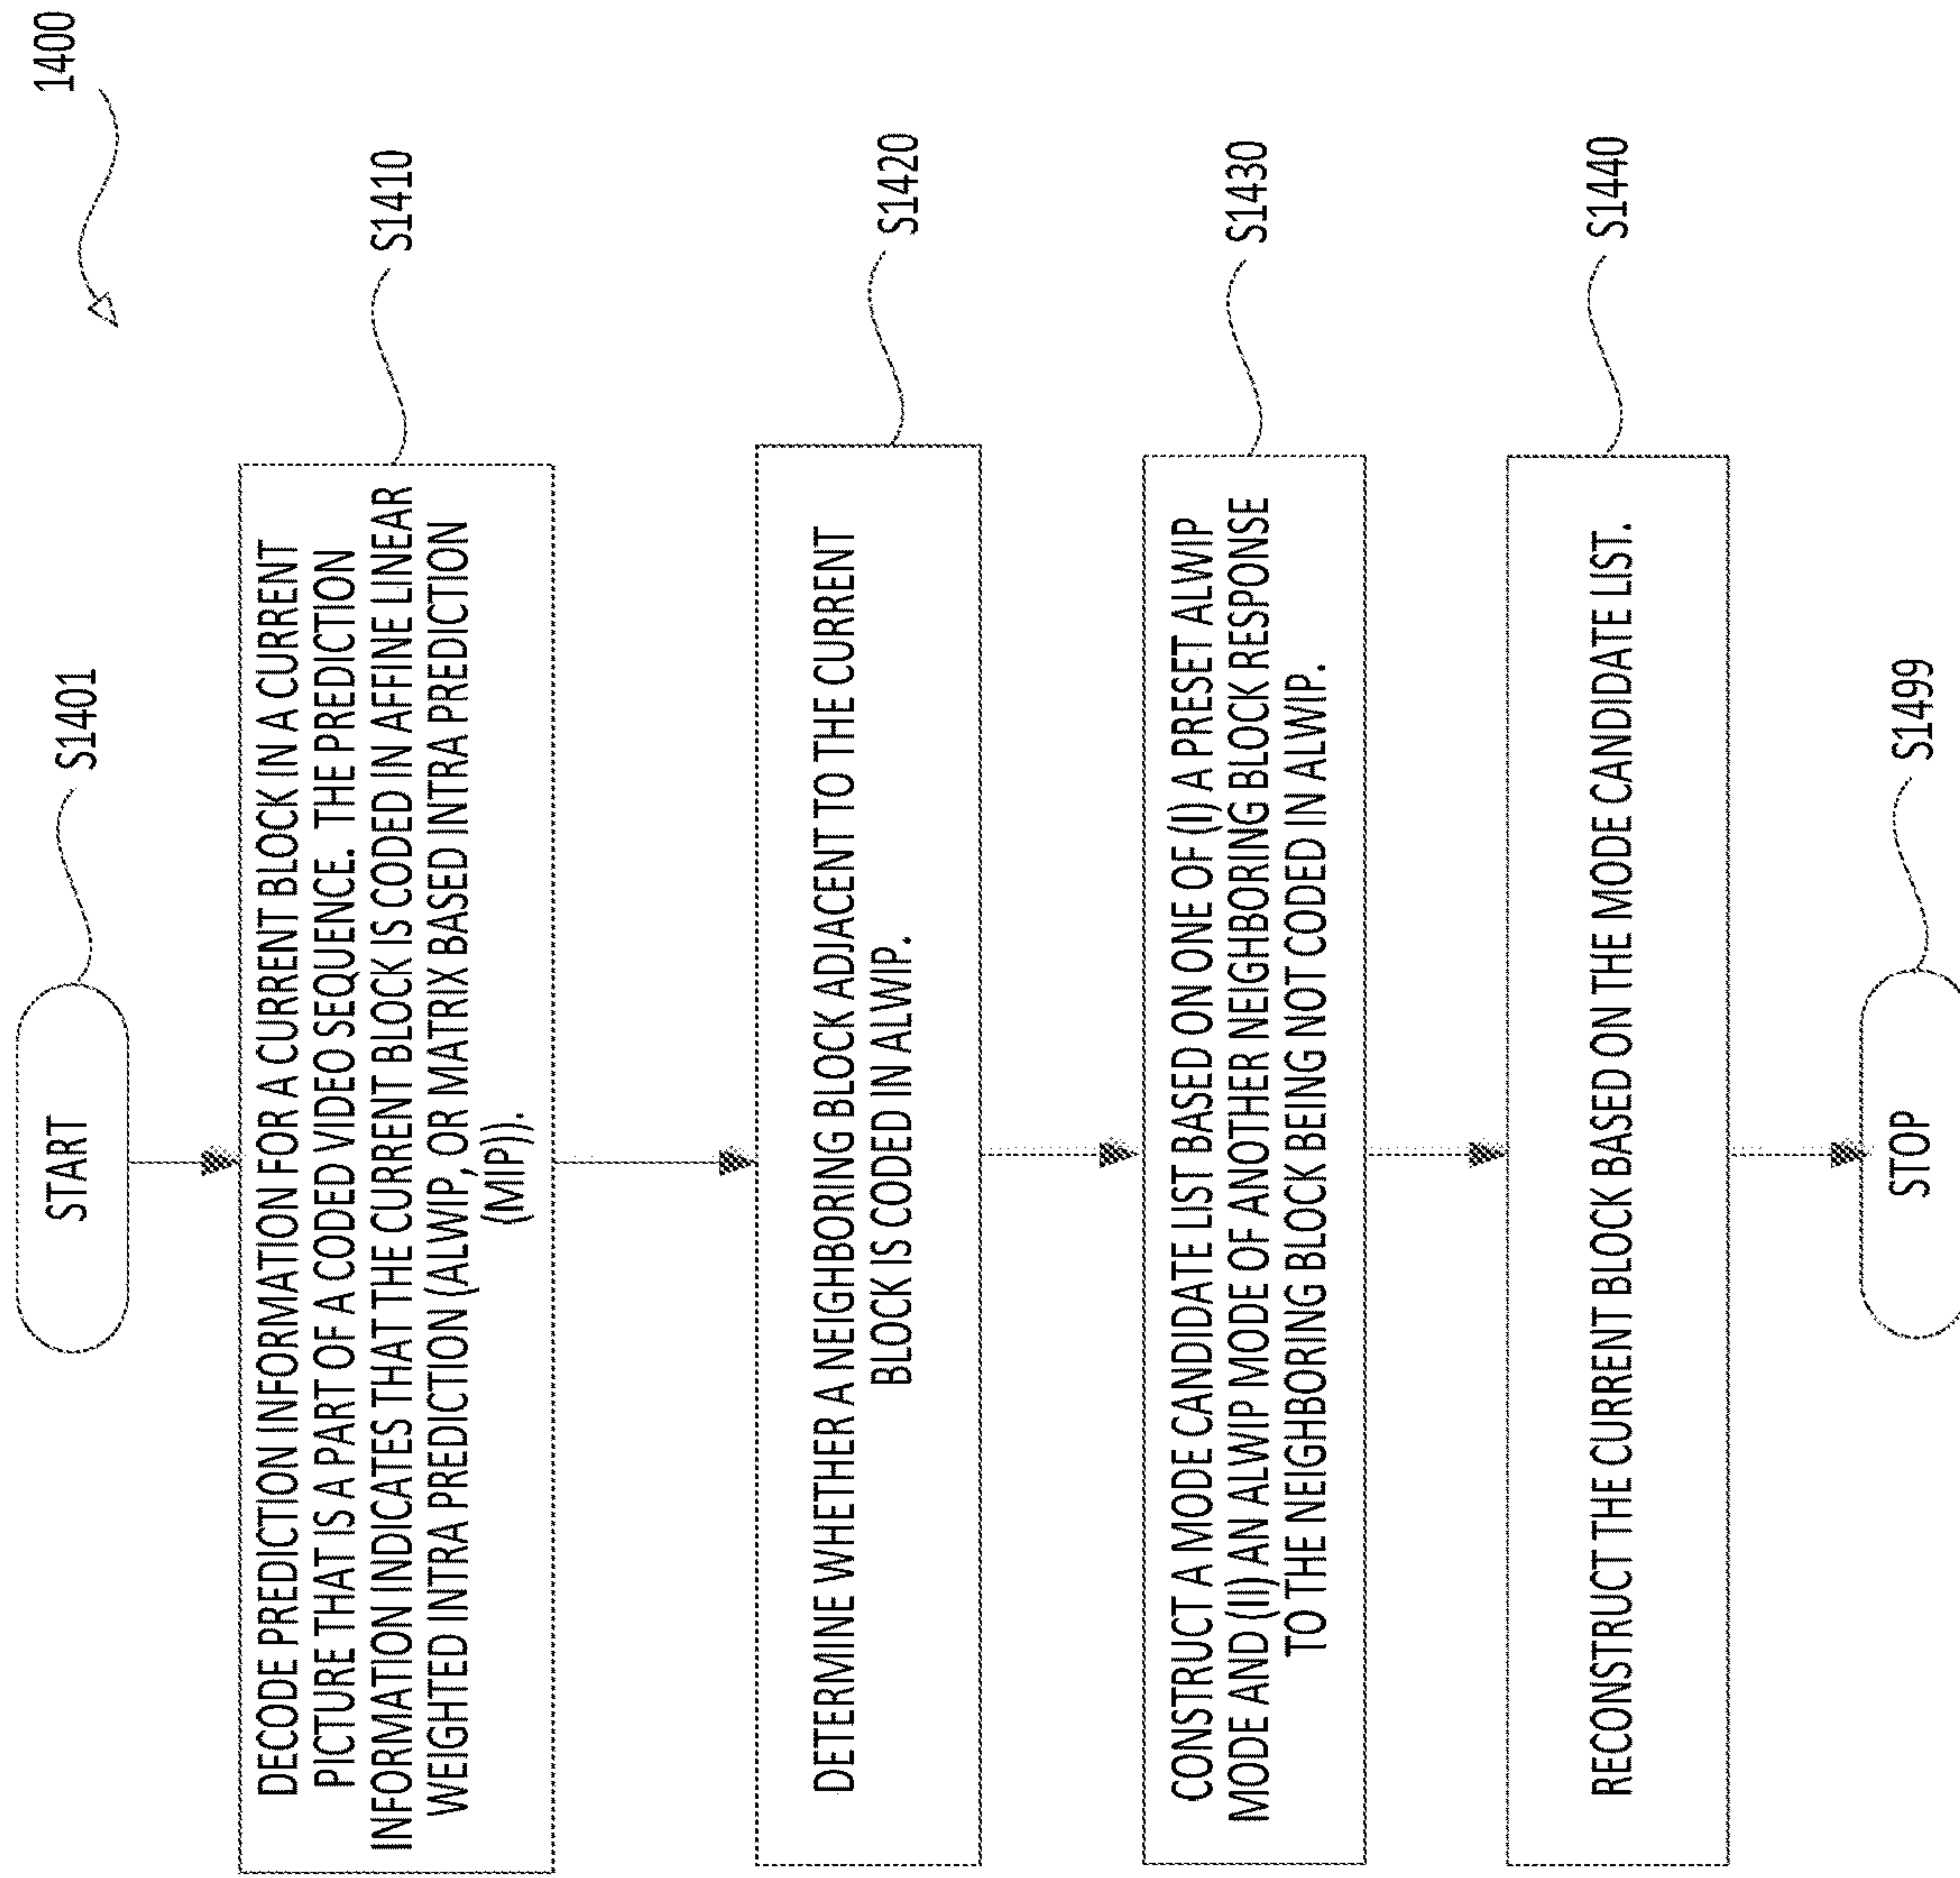 1400
START
S1401
DECODE PREDICTION INFORMATION FOR A CURRENT BLOCK IN A CURRENT
PICTURE THAT IS A PART OF A CODED VIDEO SEQUENCE. THE PREDICTION
INFORMATION INDICATES THAT THE CURRENT BLOCK IS CODED IN AFFINE LINEAR
WEIGHTED INTRA PREDICTION (ALWIP, OR MATRIX BASED INTRA PREDICTION
(MIP)).
S1410
DETERMINE WHETHER A NEIGHBORING BLOCK ADJACENT TO THE CURRENT
BLOCK IS CODED IN ALWIP.
S1420
CONSTRUCT A MODE CANDIDATE LIST BASED ON ONE OF (I) A PRESET ALWIP
MODE AND (II) AN ALWIP MODE OF ANOTHER NEIGHBORING BLOCK RESPONSE
TO THE NEIGHBORING BLOCK BEING NOT CODED IN ALWIP.
S1430
RECONSTRUCT THE CURRENT BLOCK BASED ON THE MODE CANDIDATE LIST.
S1440
STOP
S1499